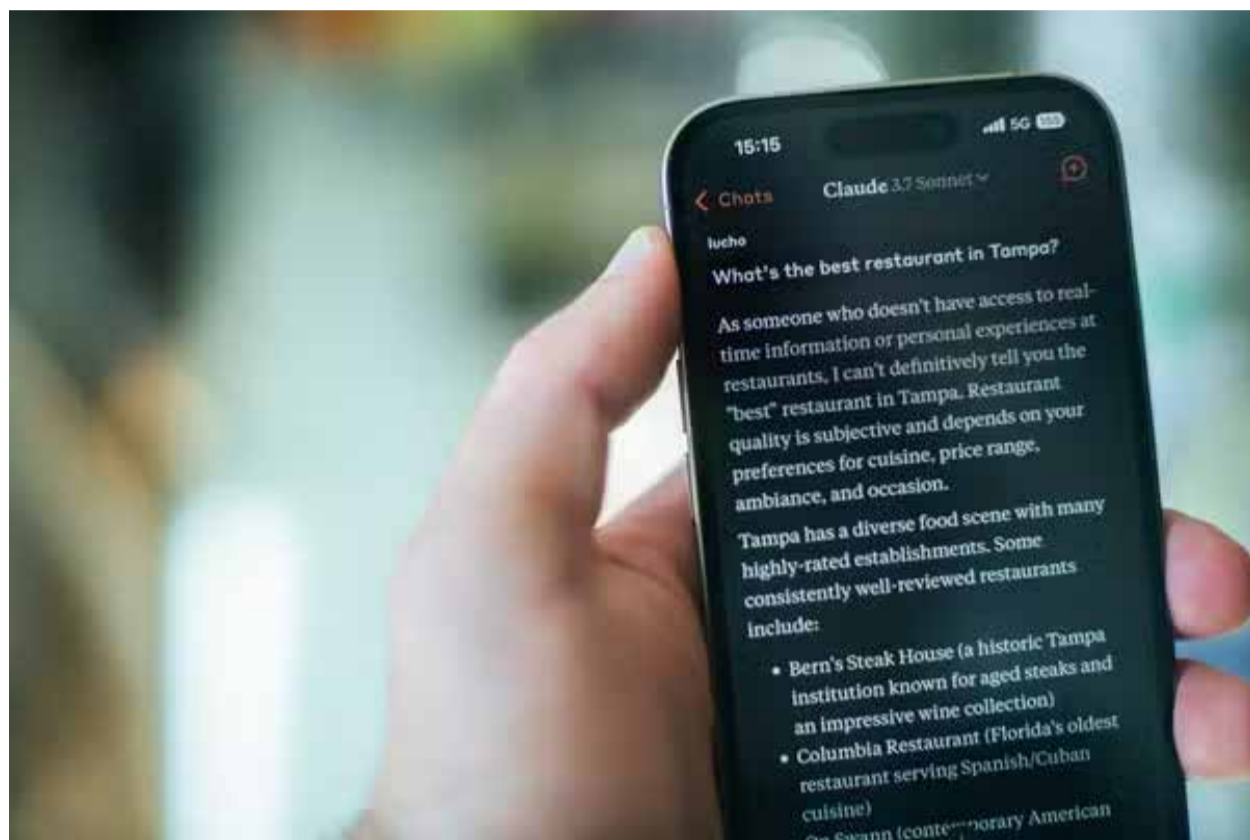 15:15
5G
Chats
Claude 3.7 Sonnet
lucho
What's the best restaurant in Tampa?
As someone who doesn't have access to real-
time information or personal experiences at
restaurants, I can't definitively tell you the
"best" restaurant in Tampa. Restaurant
quality is subjective and depends on your
preferences for cuisine, price range,
ambiance, and occasion.
Tampa has a diverse food scene with many
highly-rated establishments. Some
consistently well-reviewed restaurants
include:
• Bern's Steak House (a historic Tampa
institution known for aged steaks and
an impressive wine collection)
• Columbia Restaurant (Florida's oldest
restaurant serving Spanish/Cuban
cuisine)
Swann (contemporary American